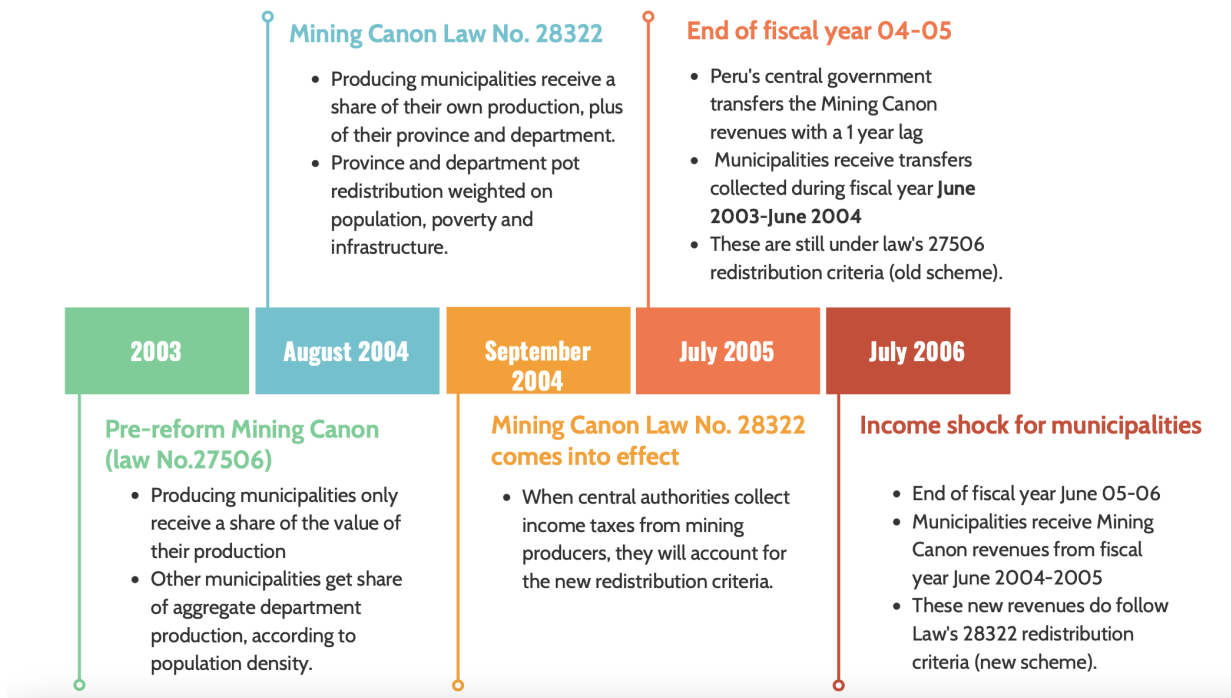 Mining Canon Law No. 28322
• Producing municipalities receive a
share of their own production, plus
of their province and department.
• Province and department pot
redistribution weighted on
population, poverty and
infrastructure.
End of fiscal year 04-05
• Peru's central government
transfers the Mining Canon
revenues with a 1 year lag
• Municipalities receive transfers
collected during fiscal year June
2003-June 2004
• These are still under law's 27506
redistribution criteria (old scheme).
2003
August 2004
September
2004
July 2005
July 2006
Pre-reform Mining Canon
(law No.27506)
• Producing municipalities only
receive a share of the value of
their production
• Other municipalities get share
of aggregate department
production, according to
population density.
Mining Canon Law No. 28322
comes into effect
• When central authorities collect
income taxes from mining
producers, they will account for
the new redistribution criteria.
Income shock for municipalities
• End of fiscal year June 05-06
• Municipalities receive Mining
Canon revenues from fiscal
year June 2004-2005
• These new revenues do follow
Law's 28322 redistribution
criteria (new scheme).